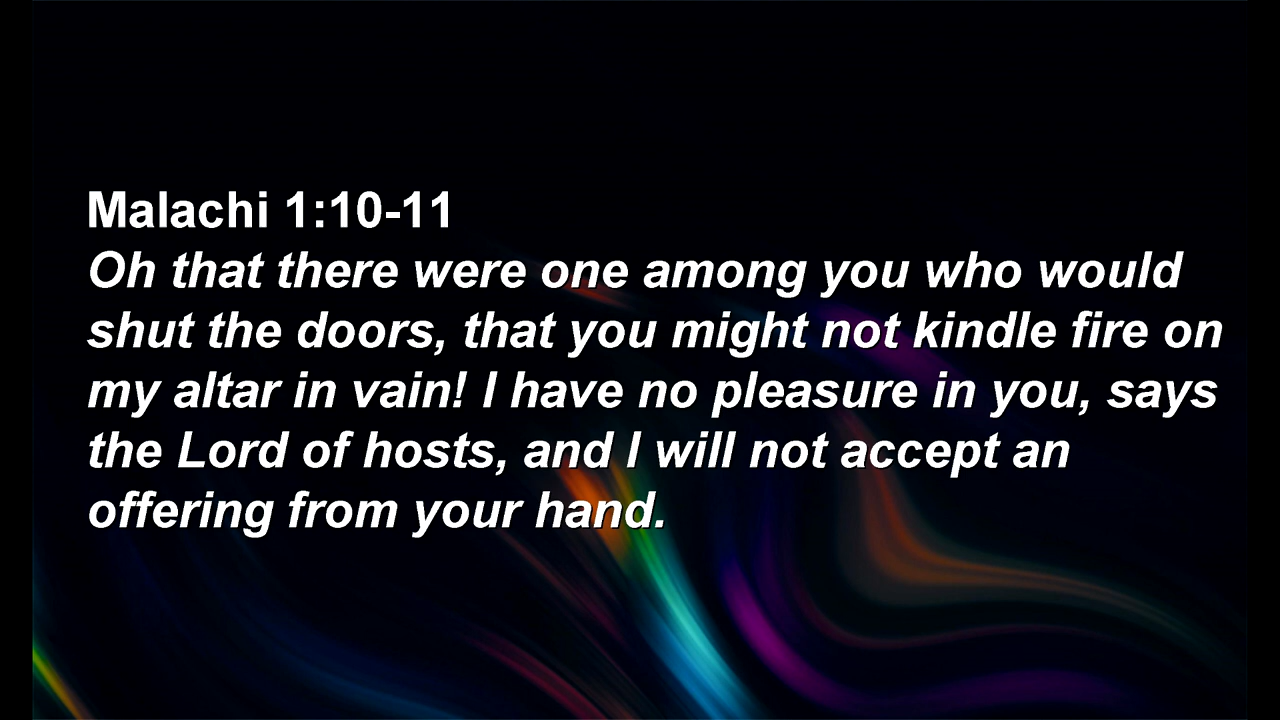 Malachi 1:10-11
Oh that there were one among you who would
shut the doors, that you might not kindle fire on
my altar in vain! I have no pleasure in you, says
the Lord of hosts, and I will not accept an
offering from your hand.